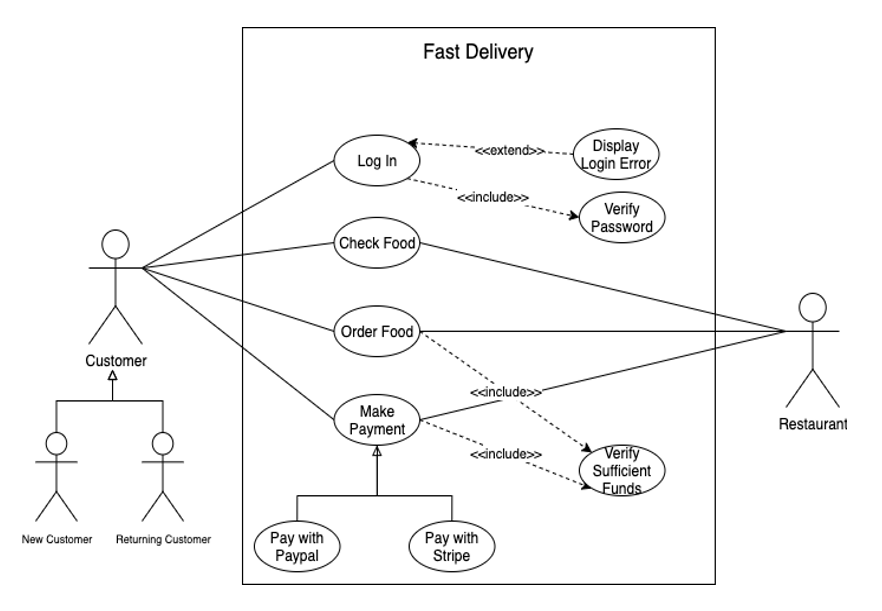 Fast Delivery
Log In
<<extend>>
Display
Login Error
<<include>>
Verify
Password
Check Food
Order Food
Customer
<<include>>
Make
Payment
Restaurant
<<include>>
Verify
Sufficient
Funds
New Customer
Returning Customer
Pay with
Paypal
Pay with
Stripe